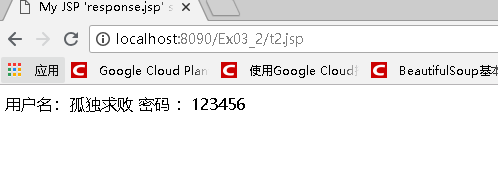 My JSP 'response.jsp' s
localhost:8090/Ex03_2/t2.jsp
应用 Google Cloud Plan 使用Google Cloud BeautifulSoup基本
用户名：孤独求败 密码 ：123456